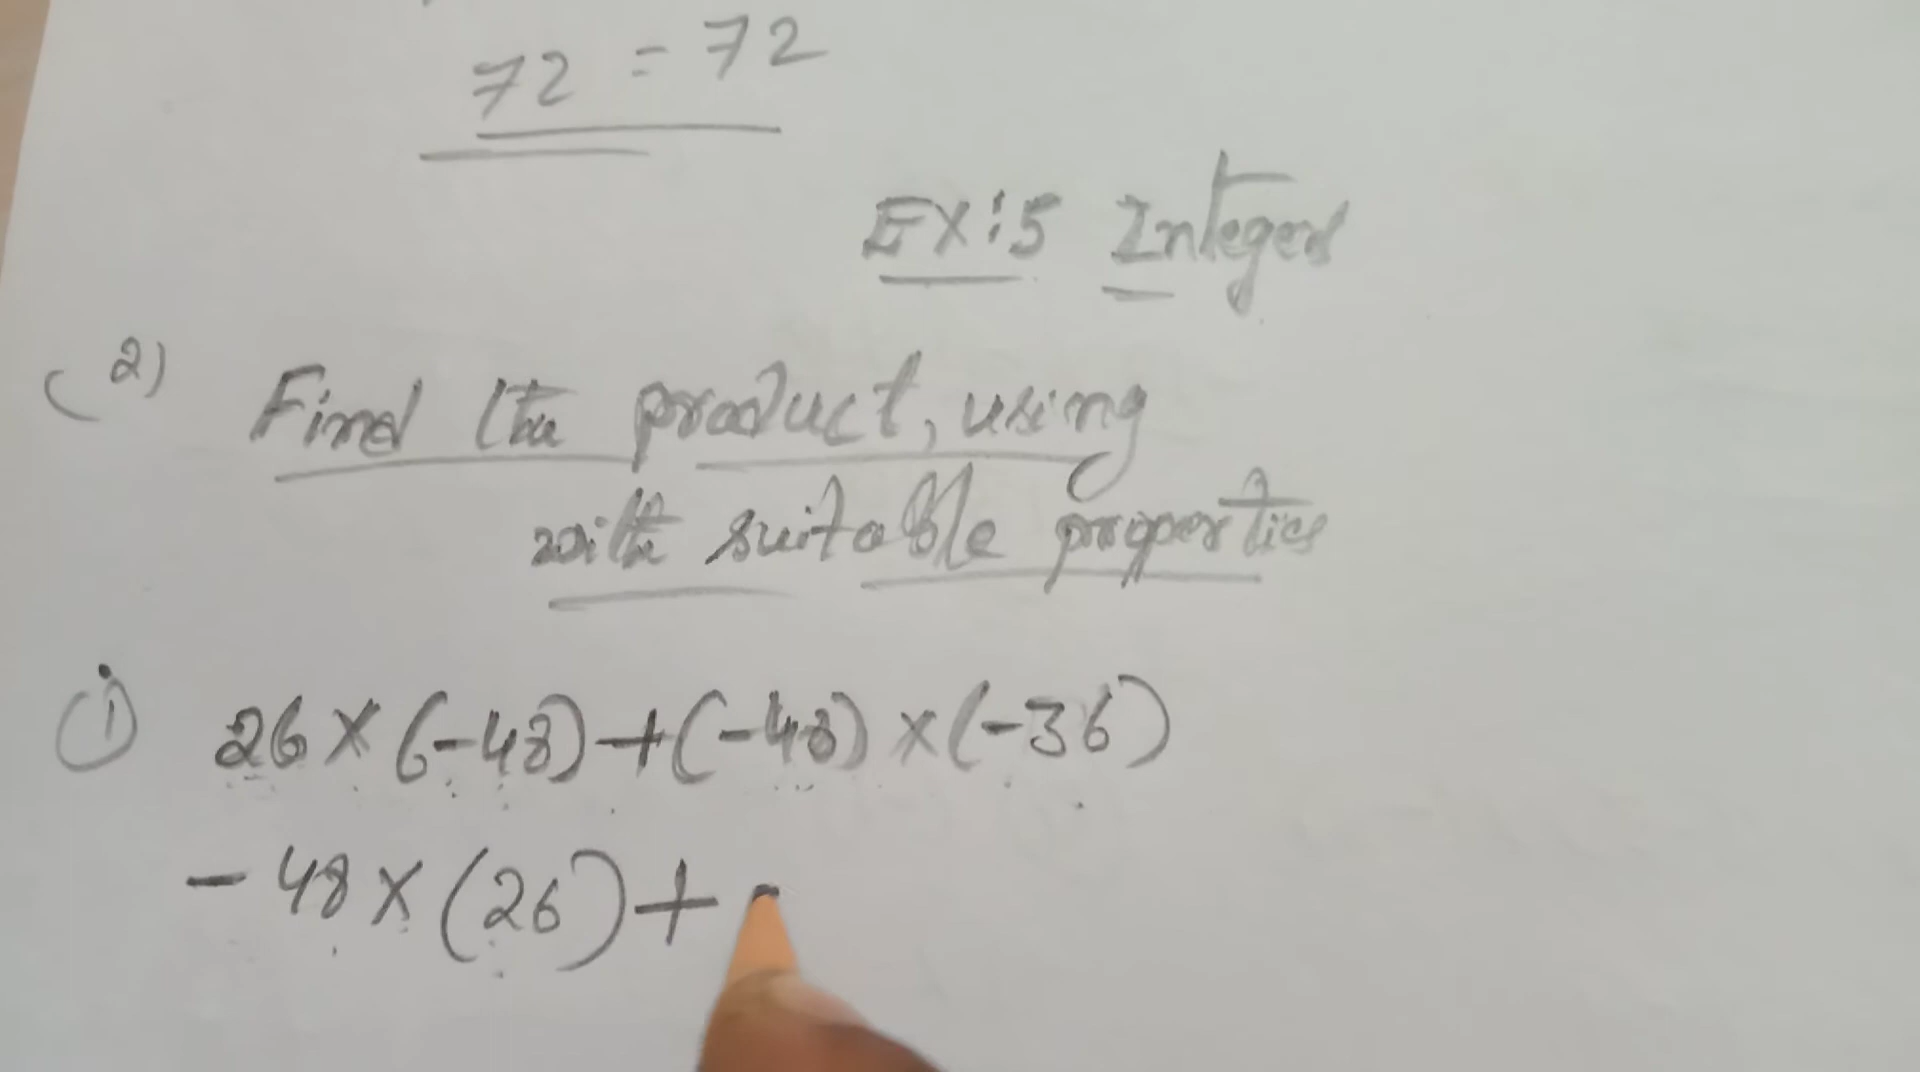 72 = 72
EX:5 Integers
2) Find the product, using
with suitable properties
(i) 26 × (-48) + (-48) × (-36)
- 48 × (26) +